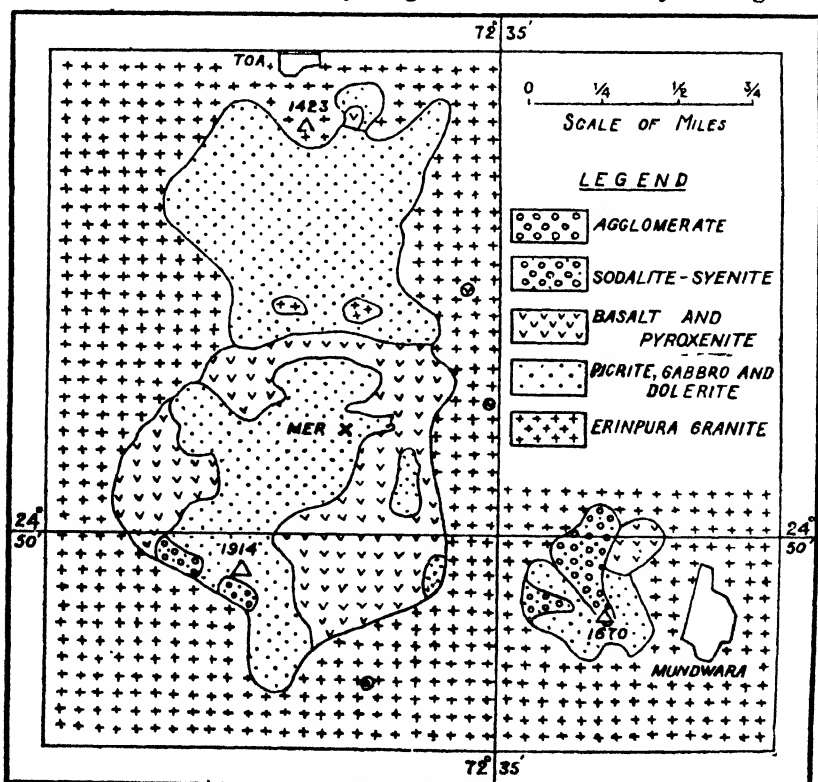 72° 35'
TOA
1423
0 ¼ ½ ¾
SCALE OF MILES
LEGEND
AGGLOMERATE
SODALITE-SYENITE
BASALT AND
PYROXENITE
PICRITE, GABBRO AND
DOLERITE
ERINPURA GRANITE
MER X
24°
50'
24°
50'
1914
1670
MUNDWARA
72° 35'